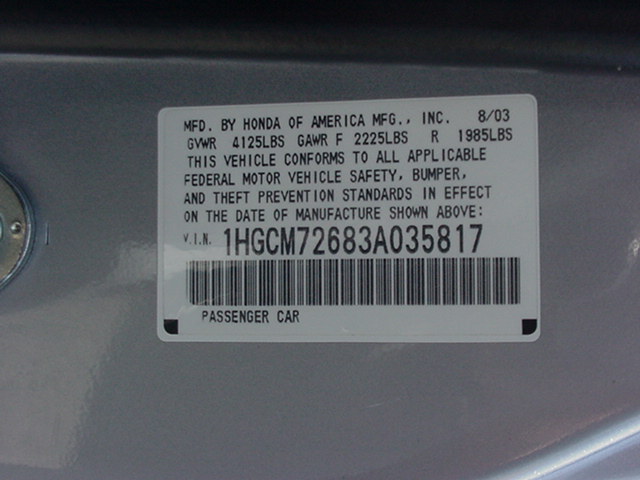 MFD. BY HONDA OF AMERICA MFG., INC. 8/03
GVWR 4125LBS GAWR F 2225LBS R 1985LBS
THIS VEHICLE CONFORMS TO ALL APPLICABLE
FEDERAL MOTOR VEHICLE SAFETY, BUMPER,
AND THEFT PREVENTION STANDARDS IN EFFECT
ON THE DATE OF MANUFACTURE SHOWN ABOVE:
V.I.N. 1HGCM72683A035817
PASSENGER CAR